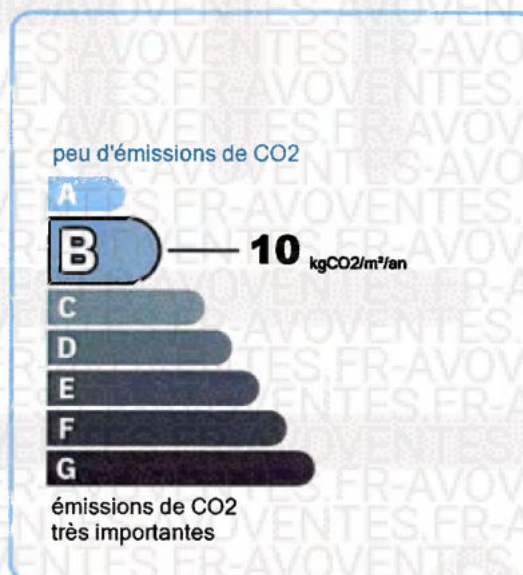 peu d'émissions de CO2
A
B 10 kgCO2/m²/an
C
D
E
F
G
émissions de CO2
très importantes